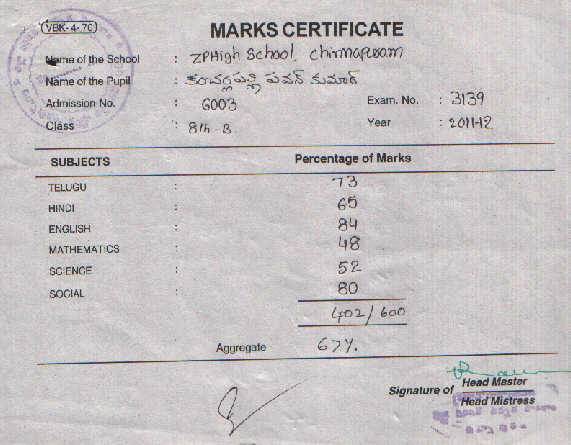 VBK-4-76
MARKS CERTIFICATE
Name of the School : ZPHigh School, Chinnapuram
Name of the Pupil : పవన్ కుమార్
Admission No. : 6003 Exam. No. : 3139
Class : 8th-B Year : 2011-12
SUBJECTS Percentage of Marks
TELUGU : 73
HINDI : 65
ENGLISH : 84
MATHEMATICS : 48
SCIENCE : 52
SOCIAL : 80
402/600
Aggregate 67%.
Signature of Head Master
Head Mistress